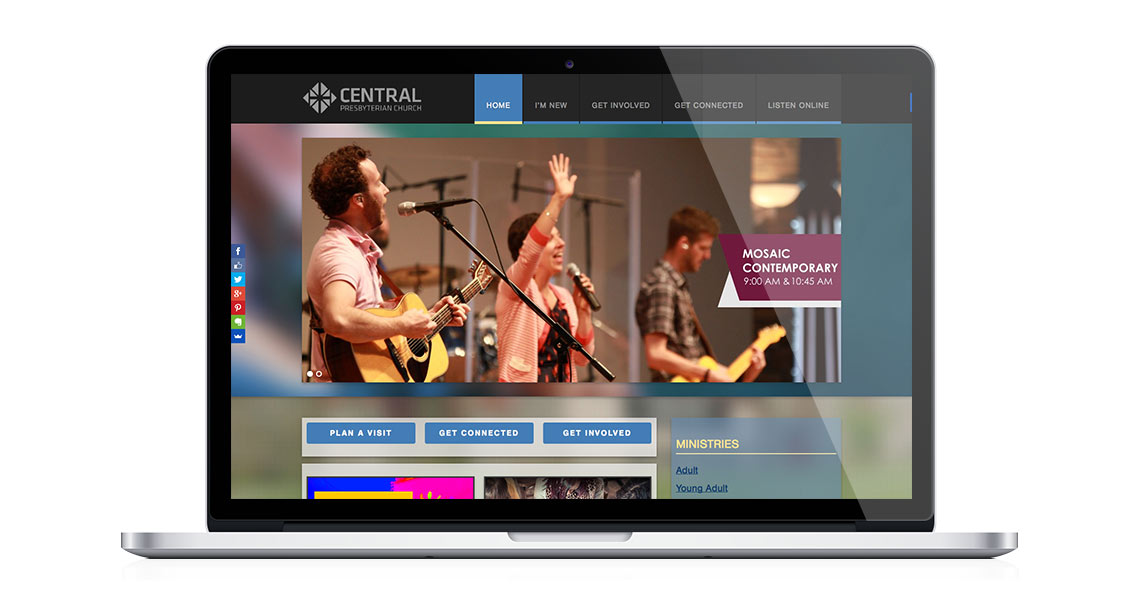 CENTRAL
PRESBYTERIAN CHURCH
HOME
I'M NEW
GET INVOLVED
GET CONNECTED
LISTEN ONLINE
MOSAIC
CONTEMPORARY
9:00 AM & 10:45 AM
PLAN A VISIT
GET CONNECTED
GET INVOLVED
MINISTRIES
Adult
Young Adult